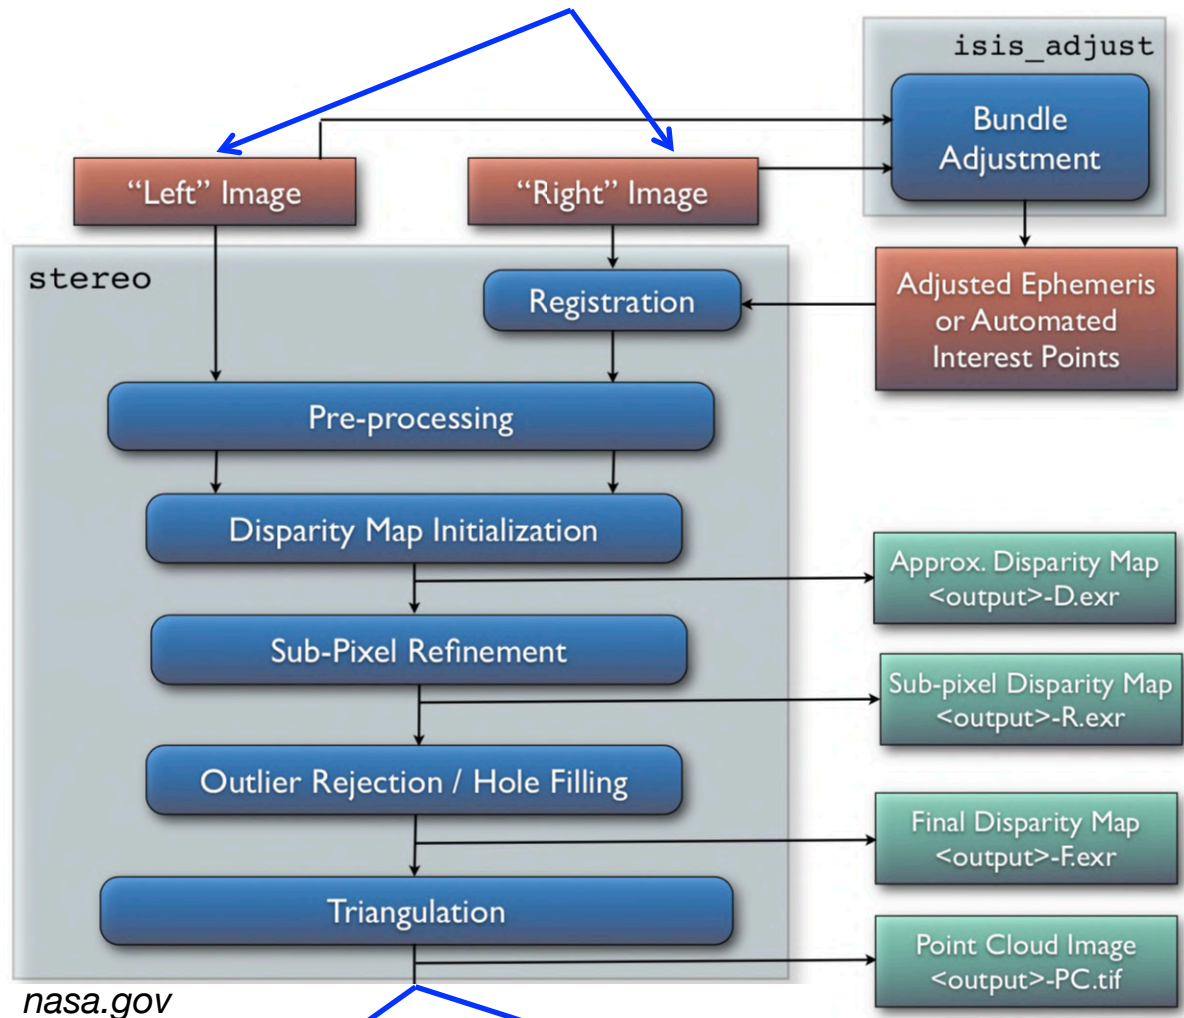 isis_adjust
Bundle
Adjustment
“Left” Image
“Right” Image
stereo
Registration
Adjusted Ephemeris
or Automated
Interest Points
Pre-processing
Disparity Map Initialization
Approx. Disparity Map
<output>-D.exr
Sub-Pixel Refinement
Sub-pixel Disparity Map
<output>-R.exr
Outlier Rejection / Hole Filling
Final Disparity Map
<output>-F.exr
Triangulation
Point Cloud Image
<output>-PC.tif
nasa.gov